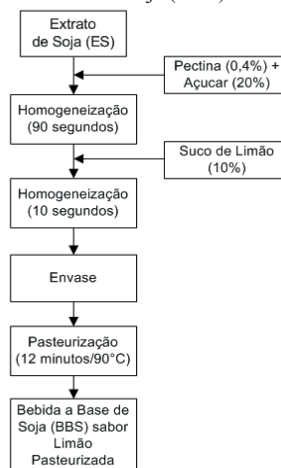 Extrato
de Soja (ES)
Pectina (0,4%) +
Açucar (20%)
Homogeneização
(90 segundos)
Suco de Limão
(10%)
Homogeneização
(10 segundos)
Envase
Pasteurização
(12 minutos/90°C)
Bebida a Base de
Soja (BBS) sabor
Limão
Pasteurizada